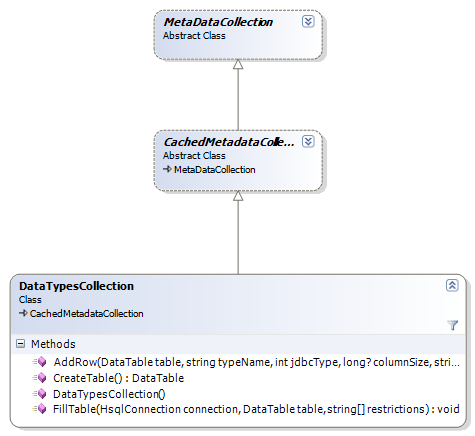 MetaDataCollection
Abstract Class
CachedMetadataColle...
Abstract Class
MetaDataCollection
DataTypesCollection
Class
CachedMetadataCollection
Methods
AddRow(DataTable table, string typeName, int jdbcType, long? columnSize, stri...
CreateTable() : DataTable
DataTypesCollection()
FillTable(HsqlConnection connection, DataTable table, string[] restrictions) : void